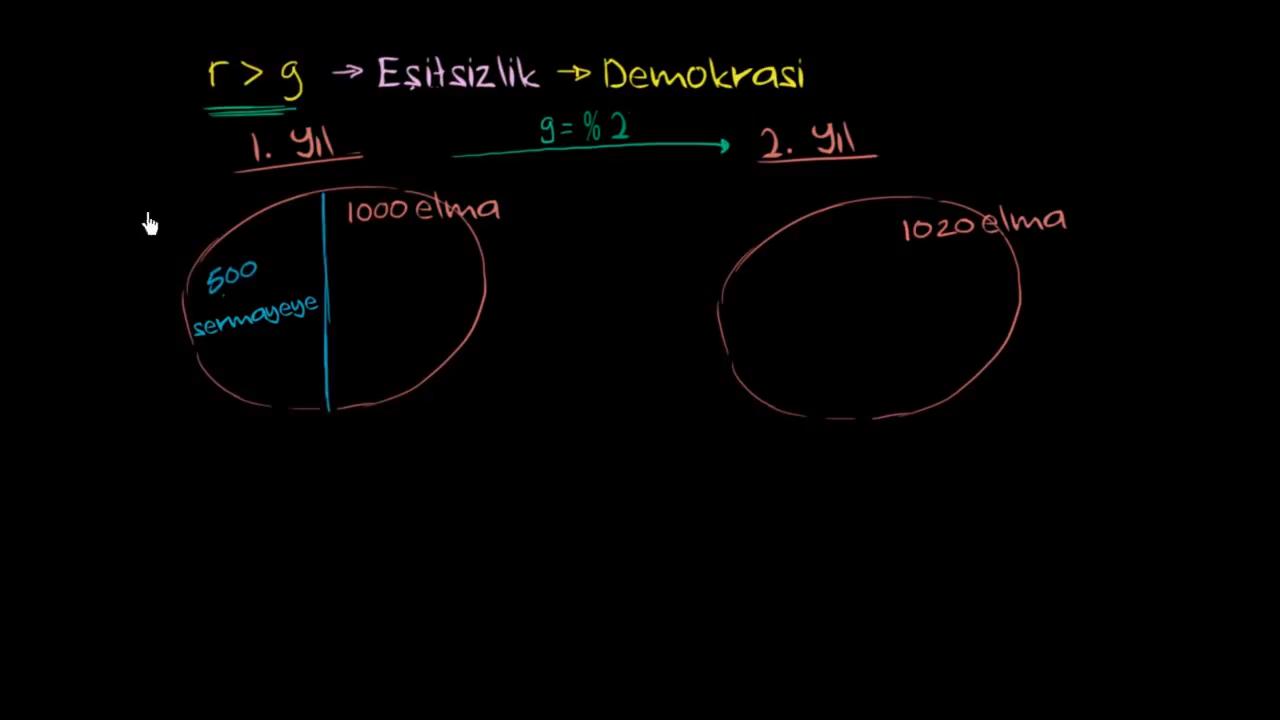 r > g → Eşitsizlik → Demokrasi
1. yıl
g = % 2
2. yıl
1000 elma
500
sermayeye
1020 elma